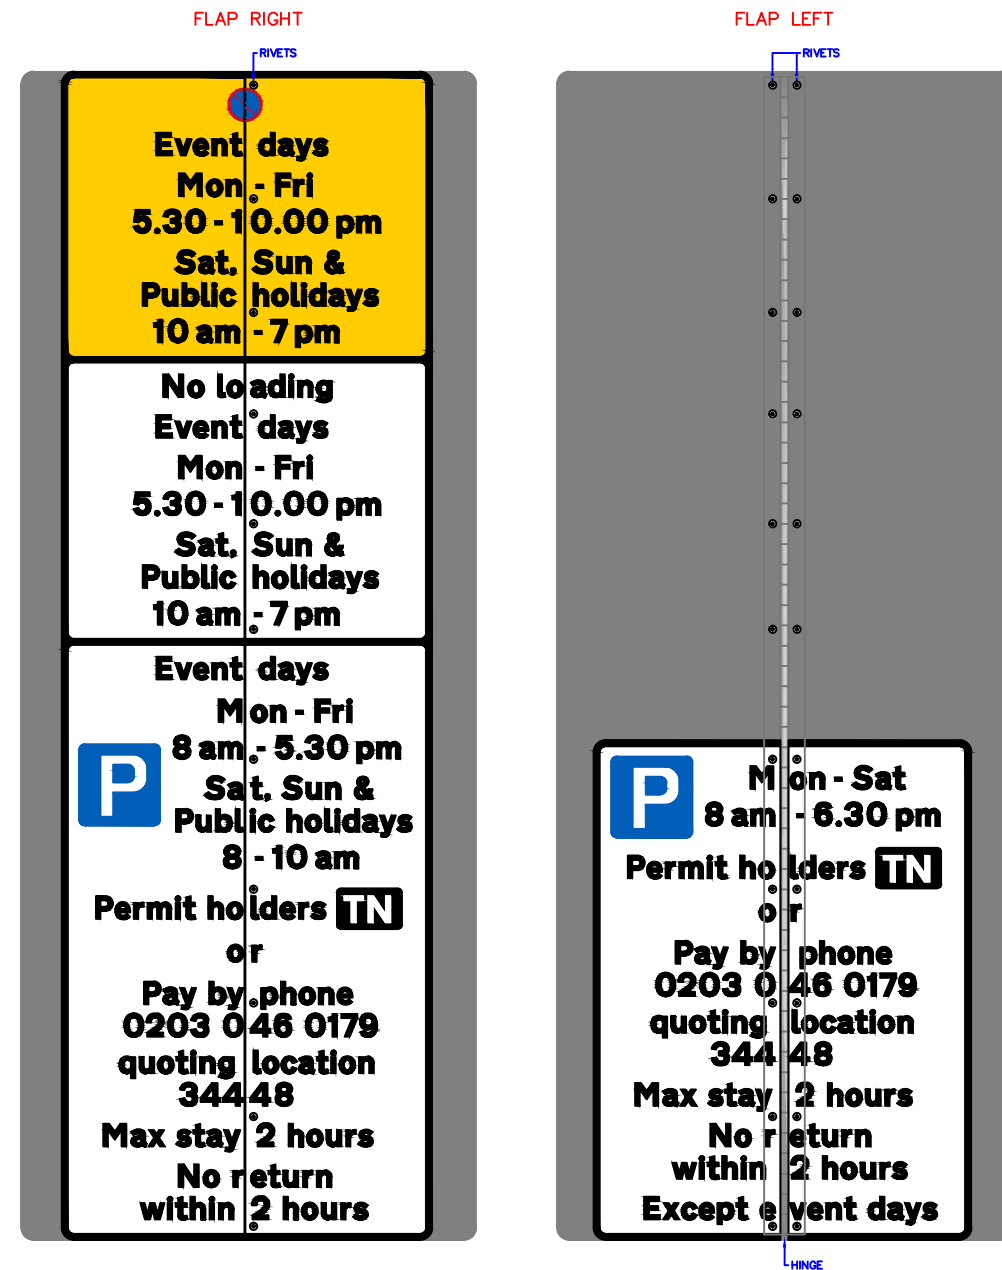 FLAP RIGHT
RIVETS
Event days
Mon - Fri
5.30 - 10.00 pm
Sat, Sun &
Public holidays
10 am - 7 pm
No loading
Event days
Mon - Fri
5.30 - 10.00 pm
Sat, Sun &
Public holidays
10 am - 7 pm
Event days
Mon - Fri
8 am - 5.30 pm
P
Sat, Sun &
Public holidays
8 - 10 am
Permit holders TN
or
Pay by phone
0203 046 0179
quoting location
34448
Max stay 2 hours
No return
within 2 hours
FLAP LEFT
RIVETS
P
Mon - Sat
8 am - 6.30 pm
Permit holders TN
or
Pay by phone
0203 046 0179
quoting location
34448
Max stay 2 hours
No return
within 2 hours
Except event days
HINGE